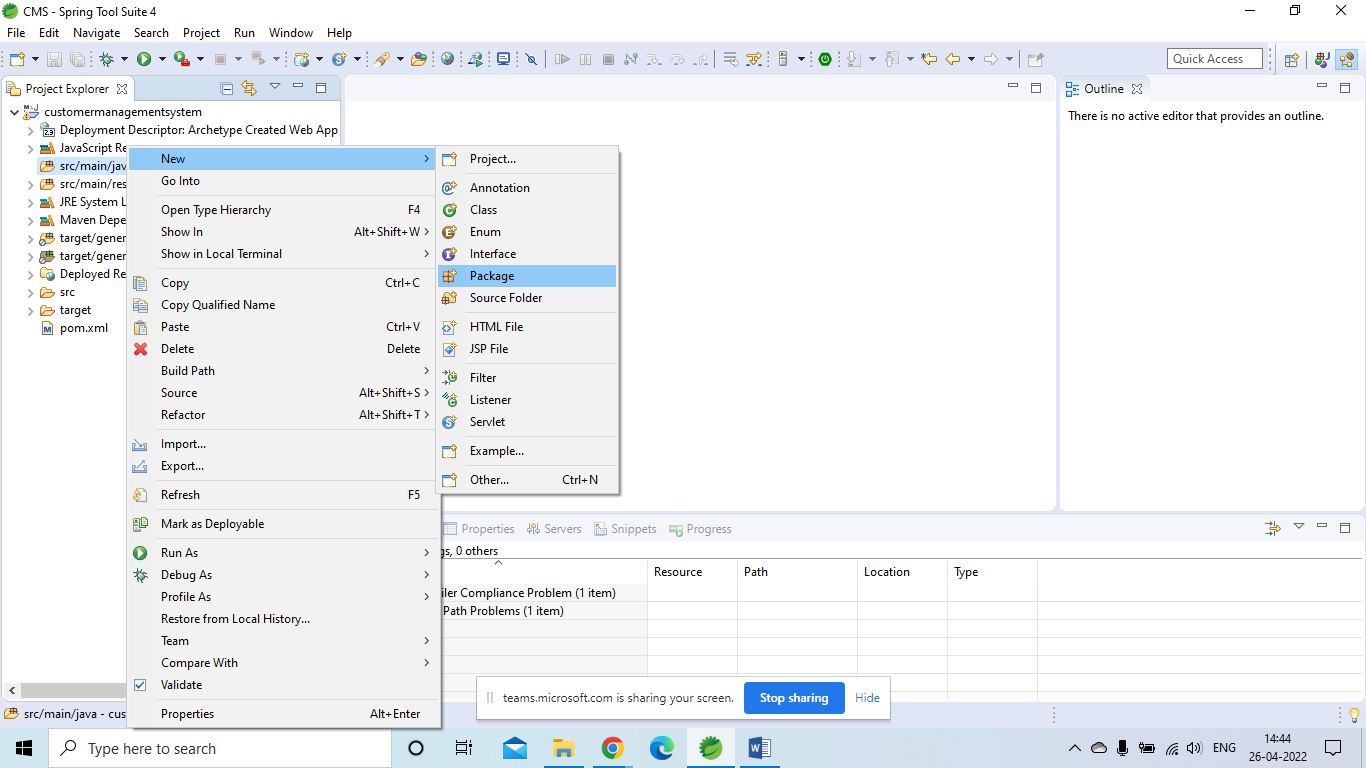 CMS - Spring Tool Suite 4
File Edit Navigate Search Project Run Window Help
Quick Access
Project Explorer
customermanagementsystem
Deployment Descriptor: Archetype Created Web App
JavaScript Re
src/main/jav
src/main/res
JRE System L
Maven Depe
target/gener
target/gener
Deployed Re
src
target
pom.xml
New
Go Into
Open Type Hierarchy F4
Show In Alt+Shift+W
Show in Local Terminal
Copy Ctrl+C
Copy Qualified Name
Paste Ctrl+V
Delete Delete
Build Path
Source Alt+Shift+S
Refactor Alt+Shift+T
Import...
Export...
Refresh F5
Mark as Deployable
Run As
Debug As
Profile As
Restore from Local History...
Team
Compare With
Validate
Properties Alt+Enter
Project...
Annotation
Class
Enum
Interface
Package
Source Folder
HTML File
JSP File
Filter
Listener
Servlet
Example...
Other... Ctrl+N
Outline
There is no active editor that provides an outline.
Properties Servers Snippets Progress
gs, 0 others
Resource Path Location Type
iler Compliance Problem (1 item)
Path Problems (1 item)
teams.microsoft.com is sharing your screen. Stop sharing Hide
src/main/java - cus
Type here to search
ENG
14:44
26-04-2022